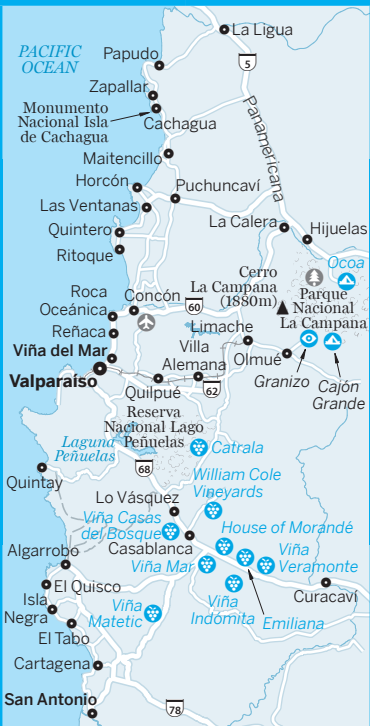 La Ligua
PACIFIC
OCEAN
Papudo
5
Zapallar
Monumento
Nacional Isla
de Cachagua
Cachagua
Panamericana
Maitencillo
Horcón
Puchuncaví
Las Ventanas
La Calera
Quintero
Hijuelas
Ritoque
Ocoa
Cerro
La Campana
(1880m)
Parque
Nacional
La Campana
Roca
Oceánica
Concón
60
Reñaca
Limache
Viña del Mar
Villa
Alemana
Olmué
Valparaíso
Granizo
Cajón
Grande
Quilpué
62
Reserva
Nacional Lago
Peñuelas
Laguna
Peñuelas
Catrala
68
Quintay
William Cole
Vineyards
Lo Vásquez
Viña Casas
del Bosque
House of Morandé
Casablanca
Algarrobo
Viña Mar
Viña
Veramonte
El Quisco
Curacaví
Isla
Negra
Viña
Matetic
Viña
Indómita
Emiliana
El Tabo
Cartagena
San Antonio
78